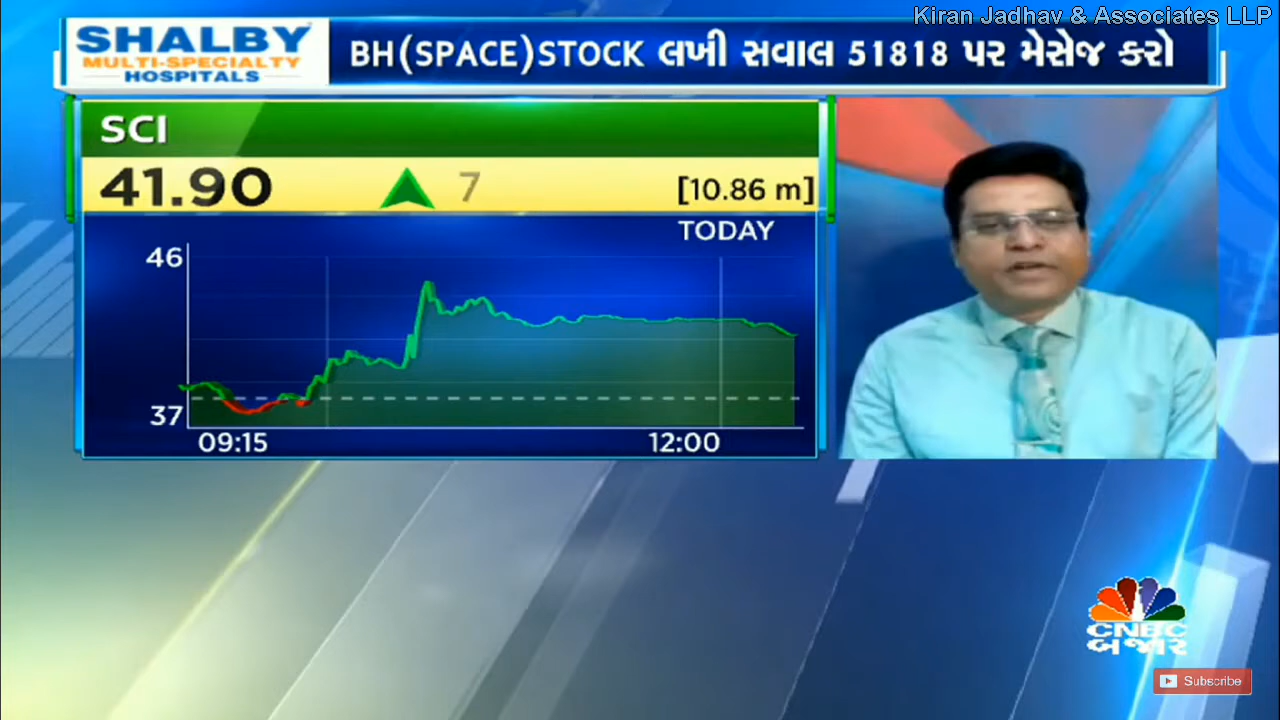 Kiran Jadhav & Associates LLP
SHALBY
MULTI-SPECIALTY
HOSPITALS
BH(SPACE)STOCK લખી સવાલ 51818 પર મેસેજ કરો
SCI
41.90 7 [10.86 m]
TODAY
46
37
09:15 12:00
CNBC
બજાર
Subscribe